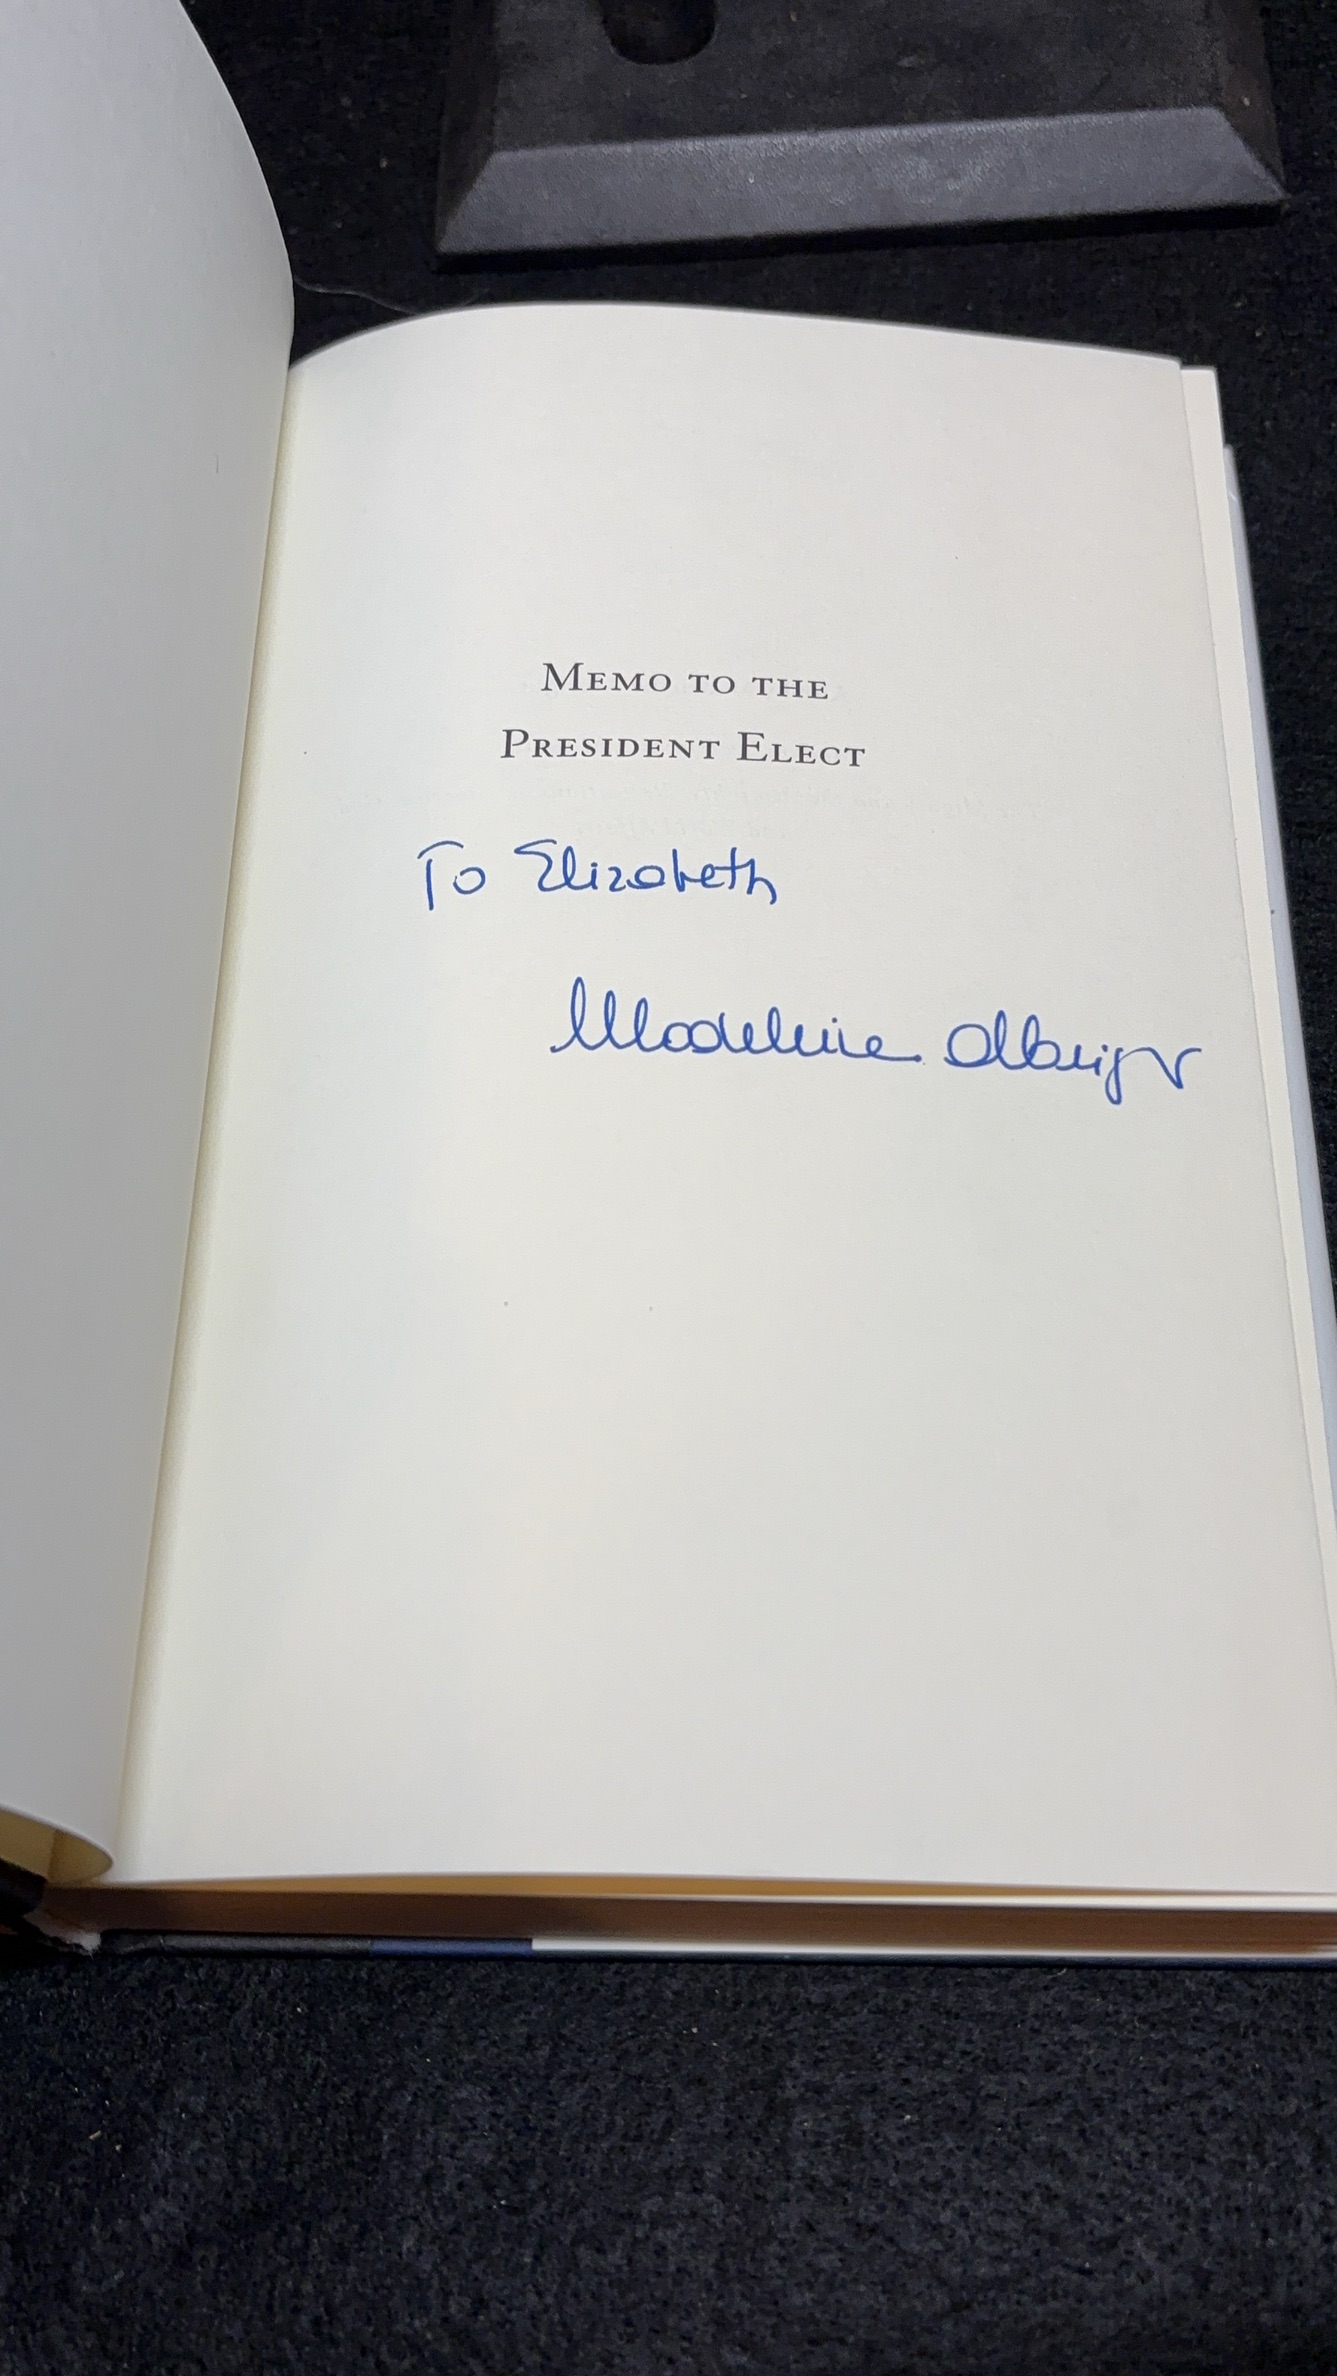 MEMO TO THE
PRESIDENT ELECT
To Elizabeth
Madeleine Albright